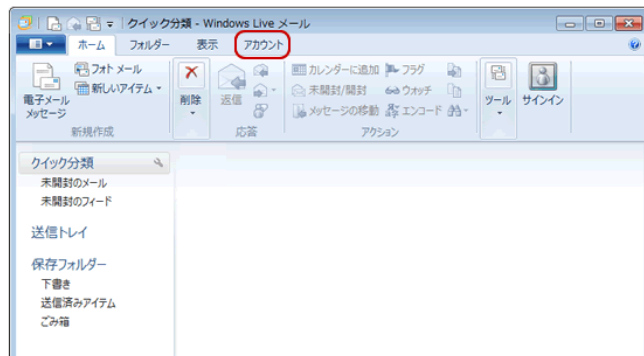 クイック分類 - Windows Live メール
ホーム フォルダー 表示 アカウント
電子メール
メッセージ
フォト メール
新しいアイテム
新規作成
削除
返信
応答
カレンダーに追加 フラグ
未開封/開封 ウォッチ
メッセージの移動 エンコード
アクション
ツール
サインイン
クイック分類
未開封のメール
未開封のフィード
送信トレイ
保存フォルダー
下書き
送信済みアイテム
ごみ箱